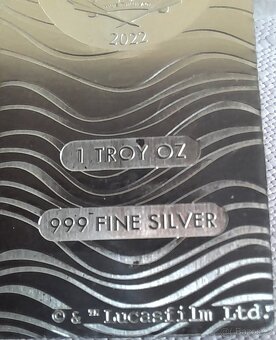 2022
1 TROY OZ
999 FINE SILVER
© & ™ Lucasfilm Ltd.